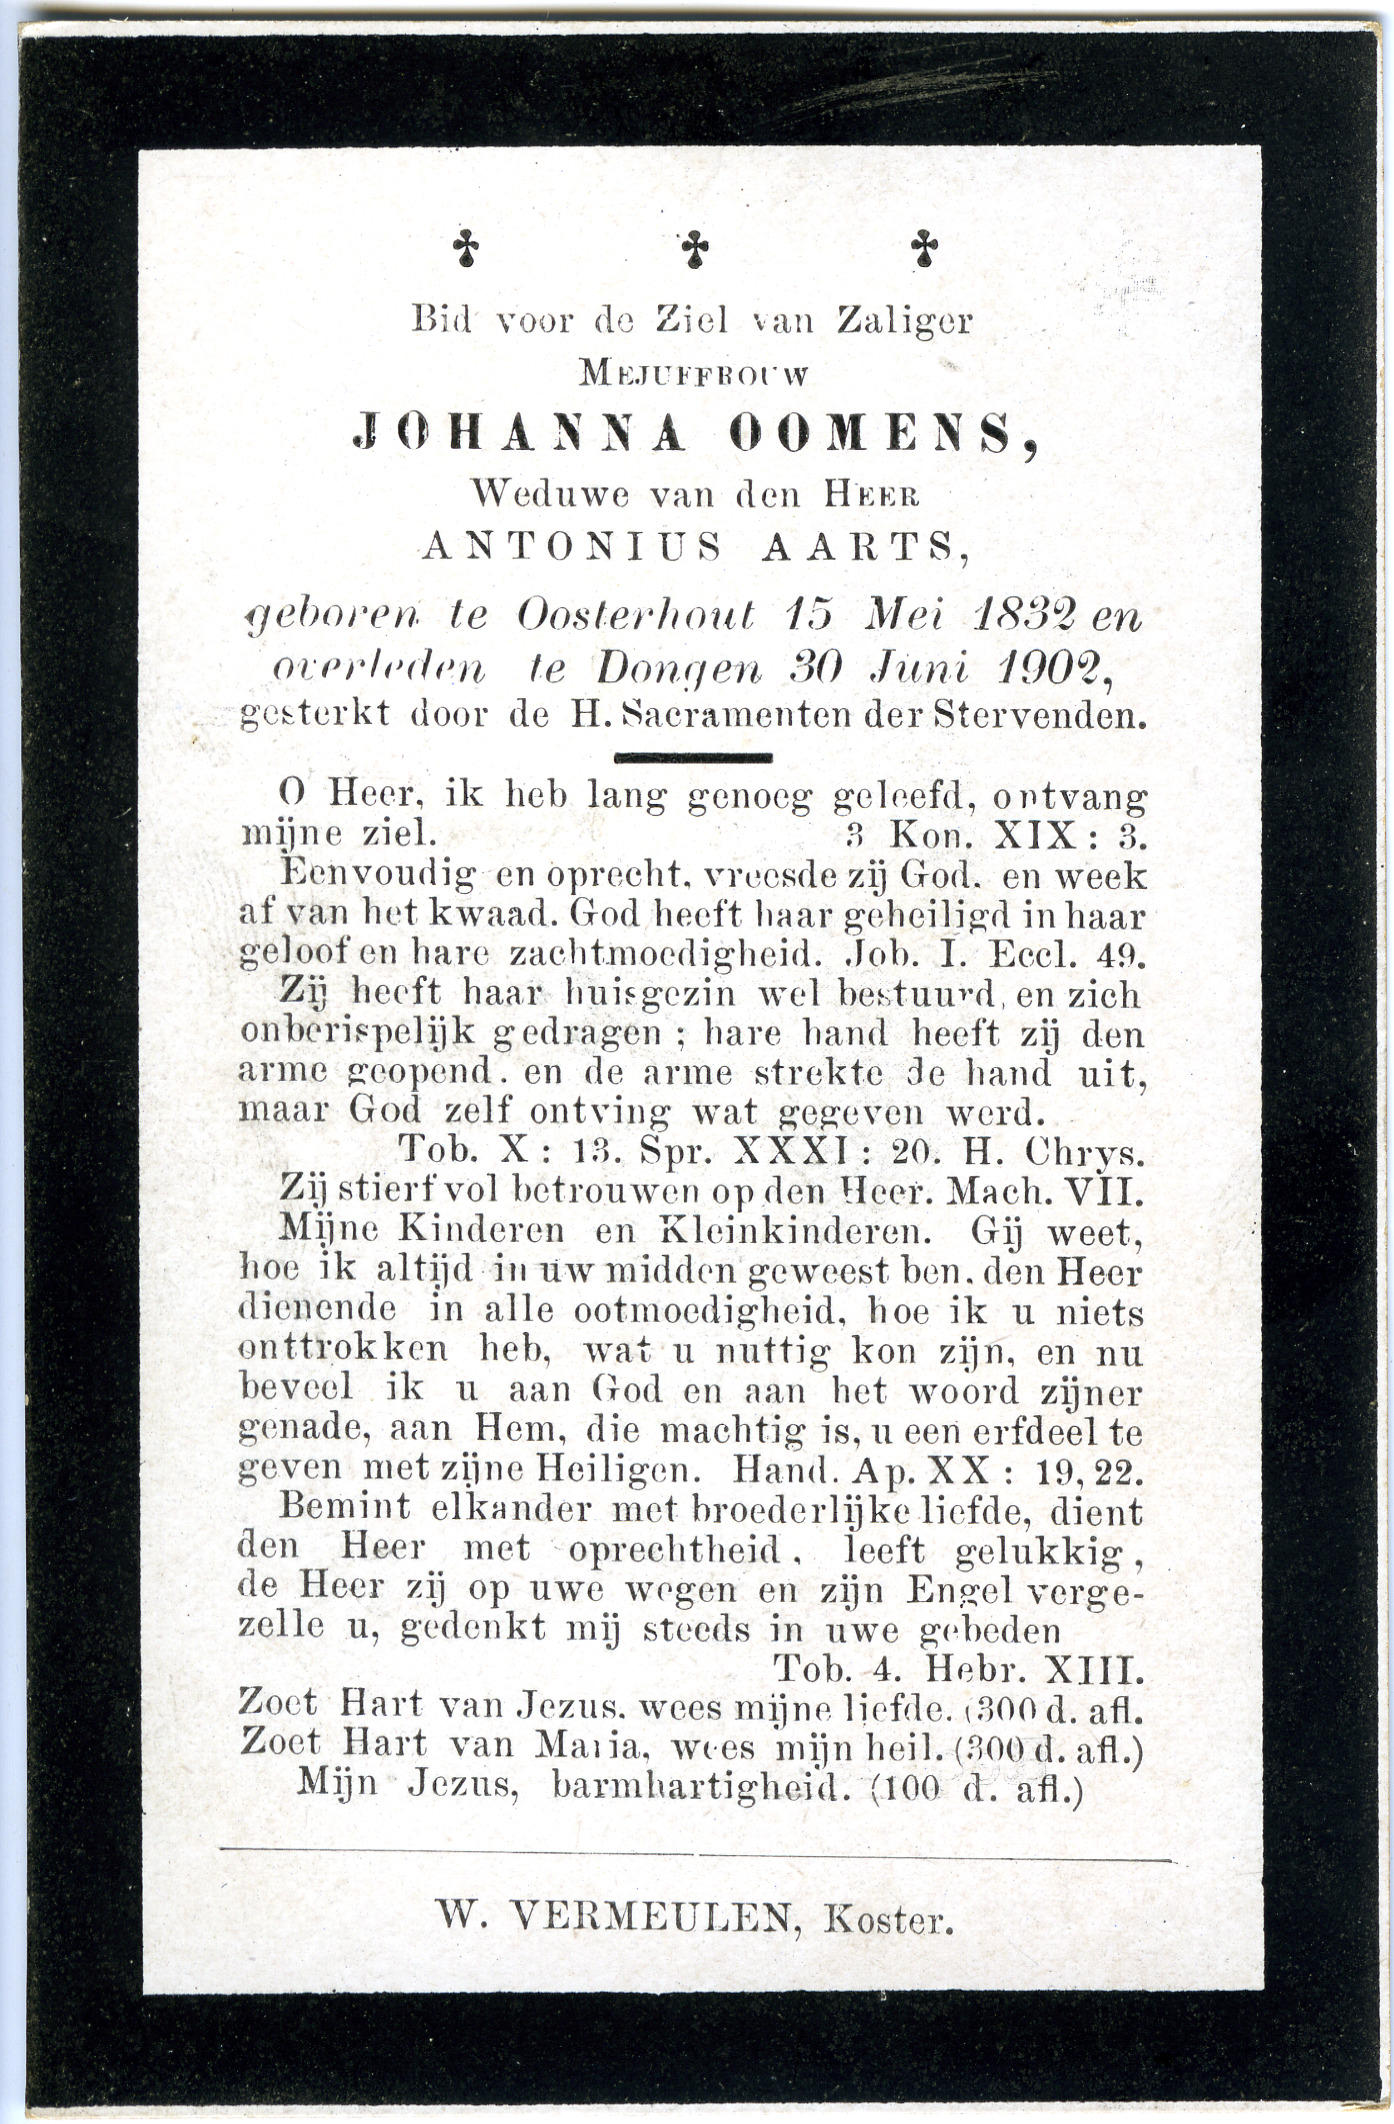 Bid voor de Ziel van Zaliger
MEJUFFROUW
JOHANNA OOMENS,
Weduwe van den HEER
ANTONIUS AARTS,
geboren te Oosterhout 15 Mei 1832 en
overleden te Dongen 30 Juni 1902,
gesterkt door de H. Sacramenten der Stervenden.
O Heer, ik heb lang genoeg geleefd, ontvang
mijne ziel. 3 Kon. XIX : 3.
Eenvoudig en oprecht, vreesde zij God, en week
af van het kwaad. God heeft haar geheiligd in haar
geloof en hare zachtmoedigheid. Job. I. Eccl. 49.
Zij heeft haar huisgezin wel bestuurd, en zich
onberispelijk gedragen ; hare hand heeft zij den
arme geopend. en de arme strekte de hand uit,
maar God zelf ontving wat gegeven werd.
Tob. X : 13. Spr. XXXI : 20. H. Chrys.
Zij stierf vol betrouwen op den Heer. Mach. VII.
Mijne Kinderen en Kleinkinderen. Gij weet,
hoe ik altijd in uw midden geweest ben, den Heer
dienende in alle ootmoedigheid, hoe ik u niets
onttrokken heb, wat u nuttig kon zijn, en nu
beveel ik u aan God en aan het woord zijner
genade, aan Hem, die machtig is, u een erfdeel te
geven met zijne Heiligen. Hand. Ap. XX : 19, 22.
Bemint elkander met broederlijke liefde, dient
den Heer met oprechtheid, leeft gelukkig,
de Heer zij op uwe wegen en zijn Engel verge-
zelle u, gedenkt mij steeds in uwe gebeden
Tob. 4. Hebr. XIII.
Zoet Hart van Jezus. wees mijne liefde. (300 d. afl.
Zoet Hart van Maria, wees mijn heil. (300 d. afl.)
Mijn Jezus, barmhartigheid. (100 d. afl.)
W. VERMEULEN, Koster.